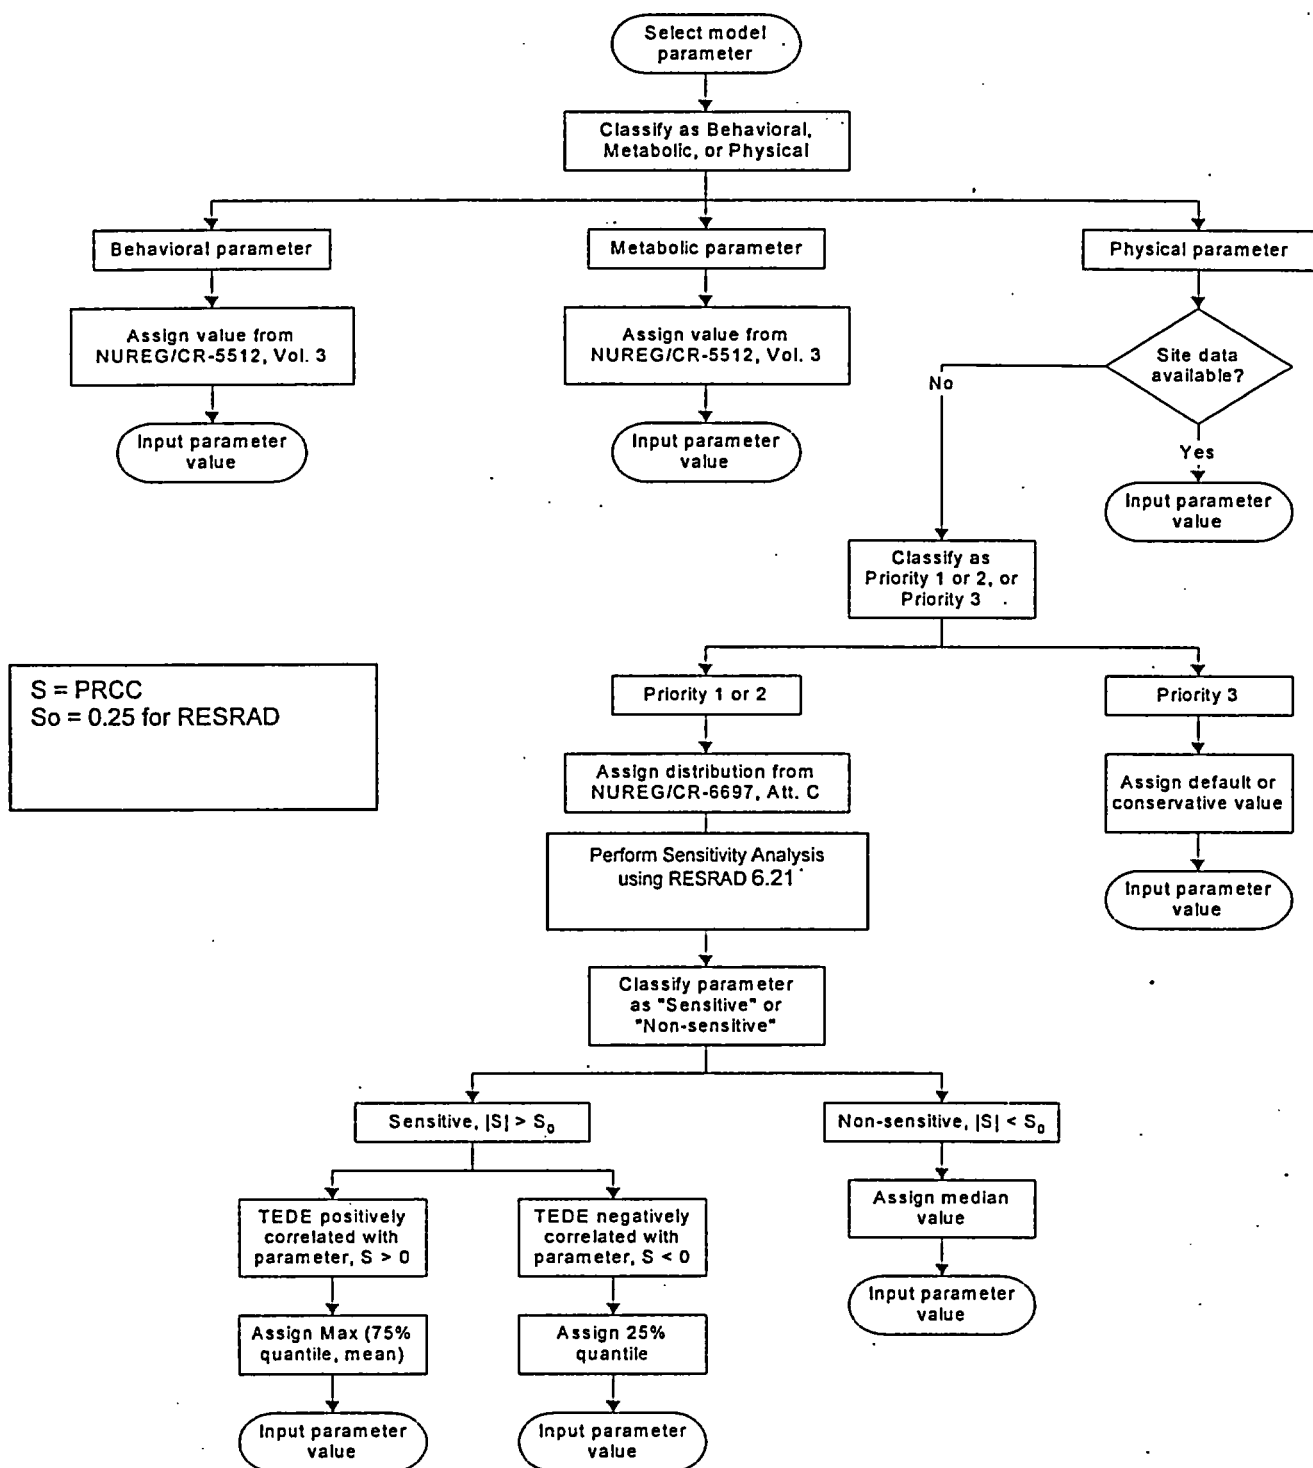 Select model
parameter
Classify as Behavioral,
Metabolic, or Physical
Behavioral parameter
Metabolic parameter
Physical parameter
Assign value from
NUREG/CR-5512, Vol. 3
Assign value from
NUREG/CR-5512, Vol. 3
Site data
available?
No
Yes
Input parameter
value
Input parameter
value
Input parameter
value
Classify as
Priority 1 or 2, or
Priority 3
S = PRCC
So = 0.25 for RESRAD
Priority 1 or 2
Priority 3
Assign distribution from
NUREG/CR-6697, Att. C
Assign default or
conservative value
Perform Sensitivity Analysis
using RESRAD 6.21
Input parameter
value
Classify parameter
as "Sensitive" or
"Non-sensitive"
Sensitive, |S| > S₀
Non-sensitive, |S| < S₀
TEDE positively
correlated with
parameter, S > 0
TEDE negatively
correlated with
parameter, S < 0
Assign median
value
Input parameter
value
Assign Max (75%
quantile, mean)
Assign 25%
quantile
Input parameter
value
Input parameter
value